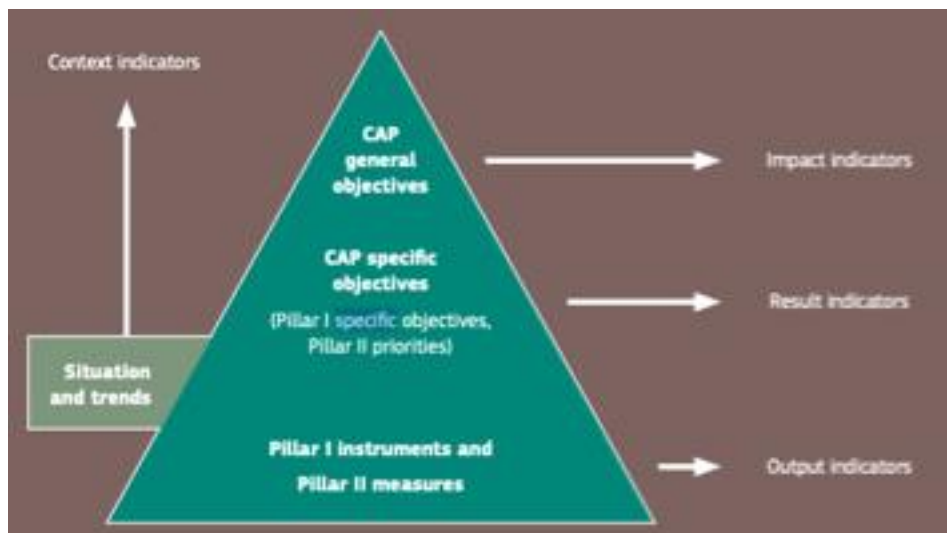 Context indicators
CAP
general
objectives
Impact indicators
CAP specific
objectives
(Pillar I specific objectives,
Pillar II priorities)
Result indicators
Situation
and trends
Pillar I instruments and
Pillar II measures
Output indicators